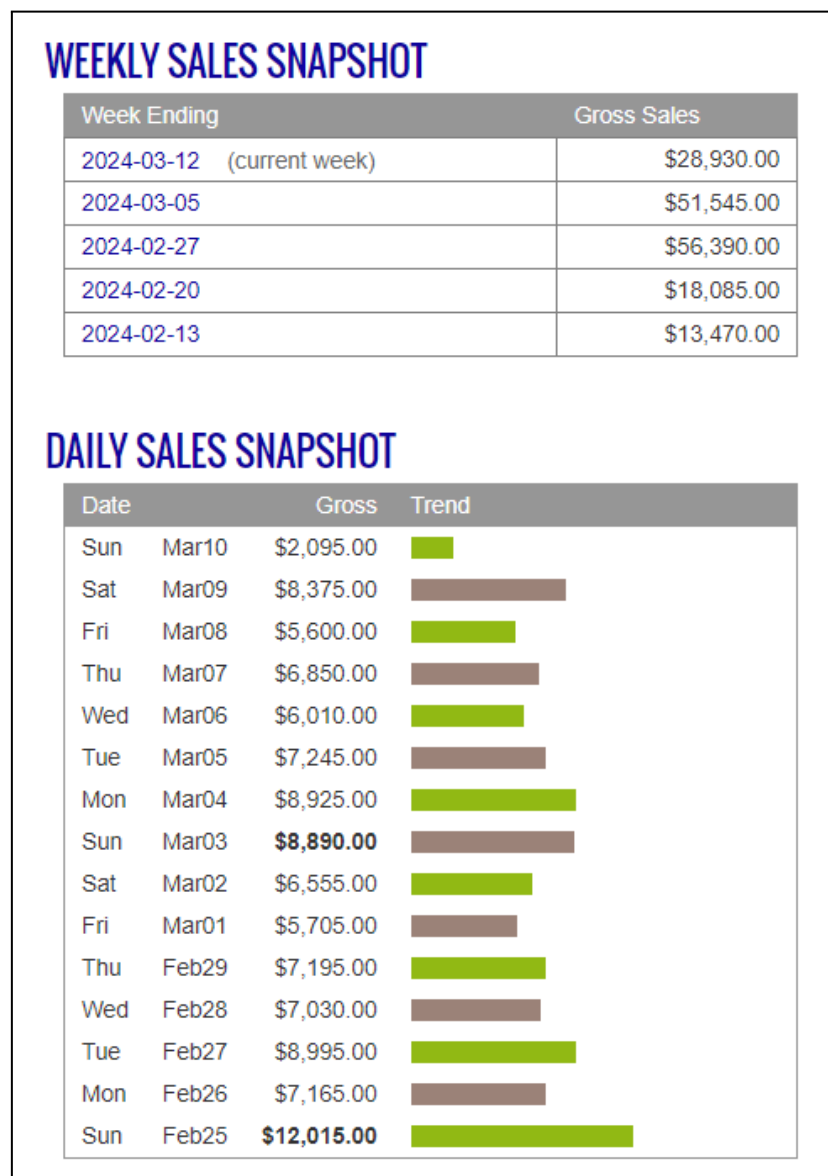 WEEKLY SALES SNAPSHOT
Week Ending Gross Sales
2024-03-12 (current week) $28,930.00
2024-03-05 $51,545.00
2024-02-27 $56,390.00
2024-02-20 $18,085.00
2024-02-13 $13,470.00
DAILY SALES SNAPSHOT
Date Gross Trend
Sun Mar10 $2,095.00
Sat Mar09 $8,375.00
Fri Mar08 $5,600.00
Thu Mar07 $6,850.00
Wed Mar06 $6,010.00
Tue Mar05 $7,245.00
Mon Mar04 $8,925.00
Sun Mar03 $8,890.00
Sat Mar02 $6,555.00
Fri Mar01 $5,705.00
Thu Feb29 $7,195.00
Wed Feb28 $7,030.00
Tue Feb27 $8,995.00
Mon Feb26 $7,165.00
Sun Feb25 $12,015.00